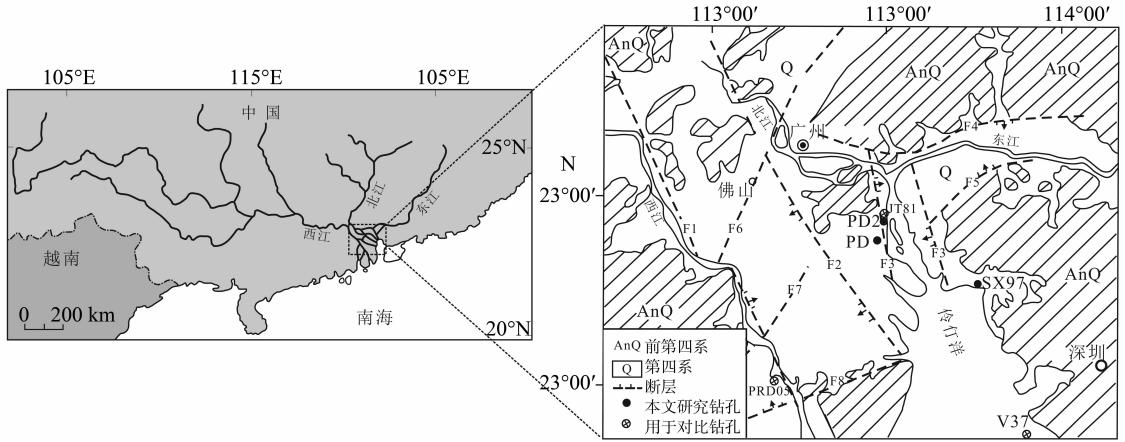 105°E
115°E
105°E
中 国
25°N
北江
东江
西江
越南
0 200 km
南海
20°N
113°00′
113°00′
114°00′
N
23°00′
23°00′
AnQ
Q
AnQ
AnQ
北江
广州
F4
东江
佛山
Q
F5
西江
JT81
PD2
PD
F1
F6
F2
F3
F3
AnQ
F7
SX97
AnQ
伶仃洋
深圳
PRD05
F8
V37
AnQ 前第四系
Q 第四系
断层
本文研究钻孔
用于对比钻孔